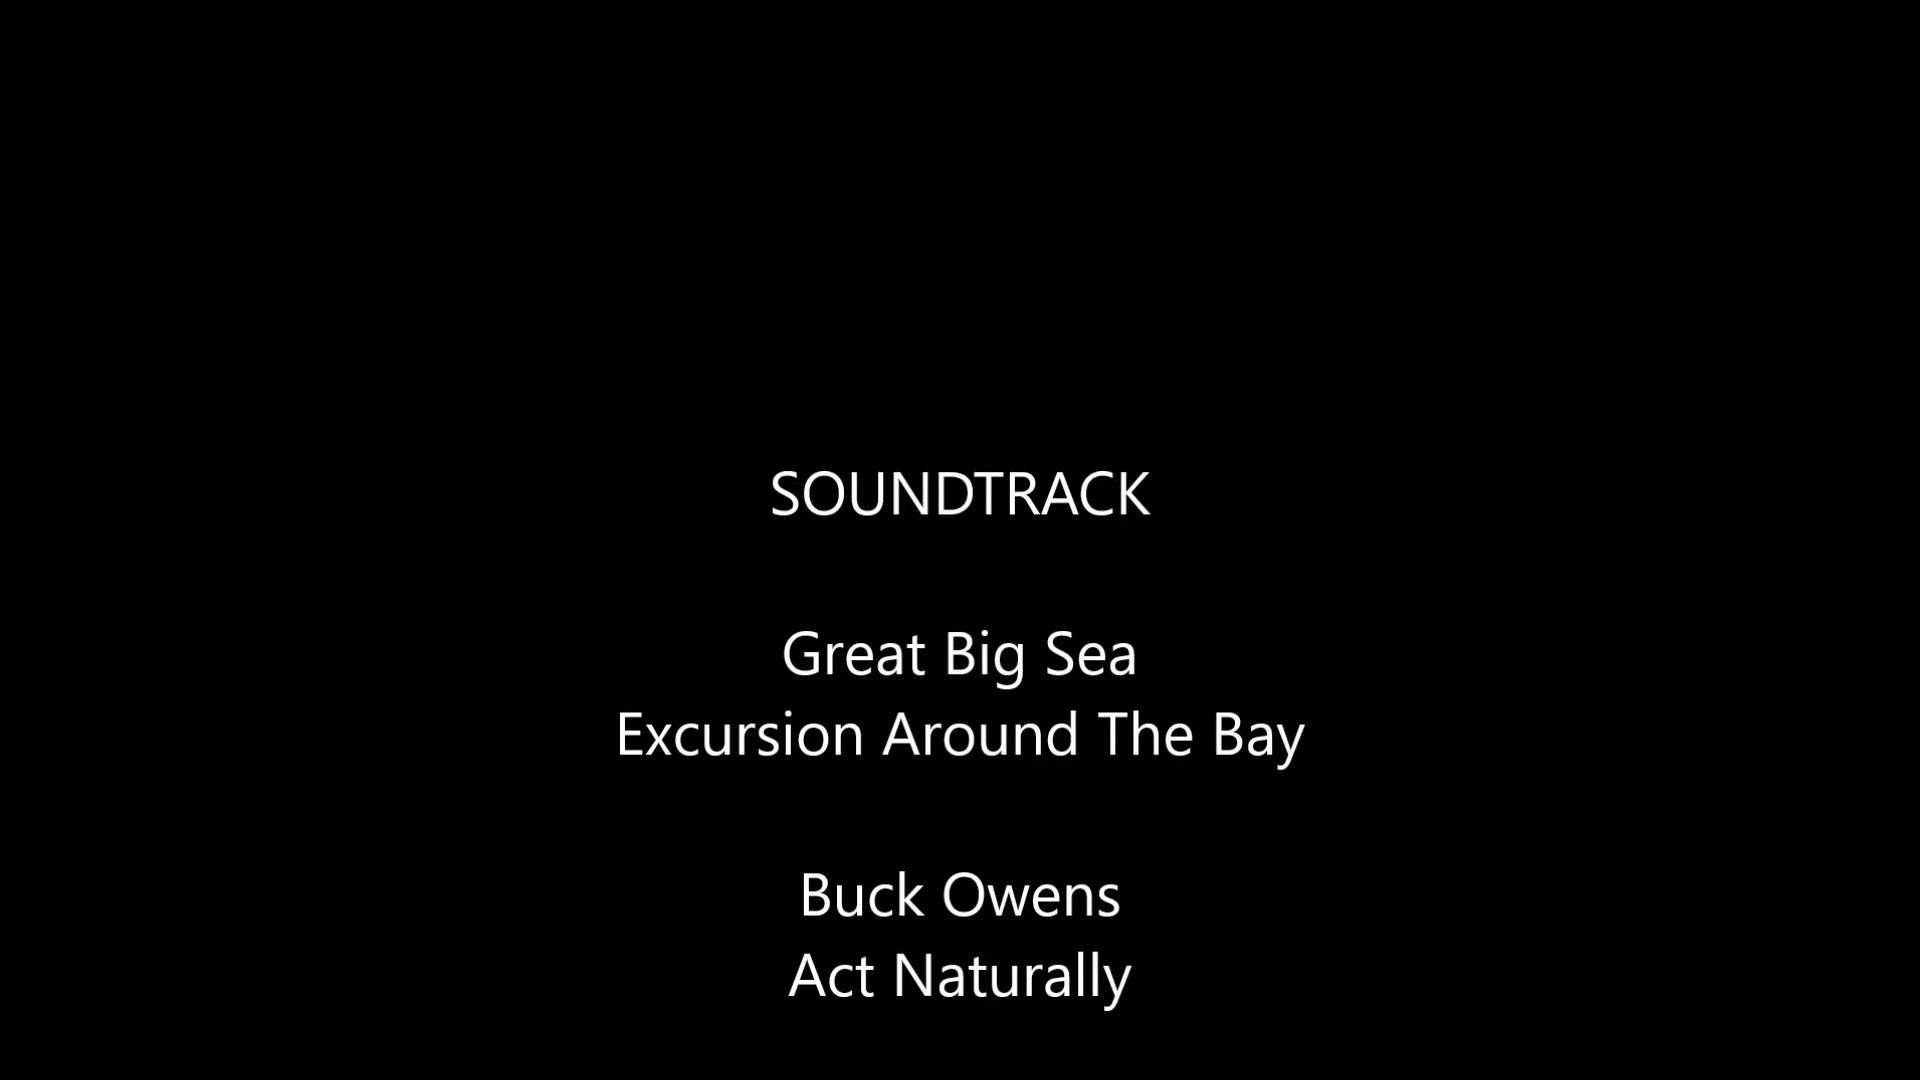 SOUNDTRACK
Great Big Sea
Excursion Around The Bay
Buck Owens
Act Naturally